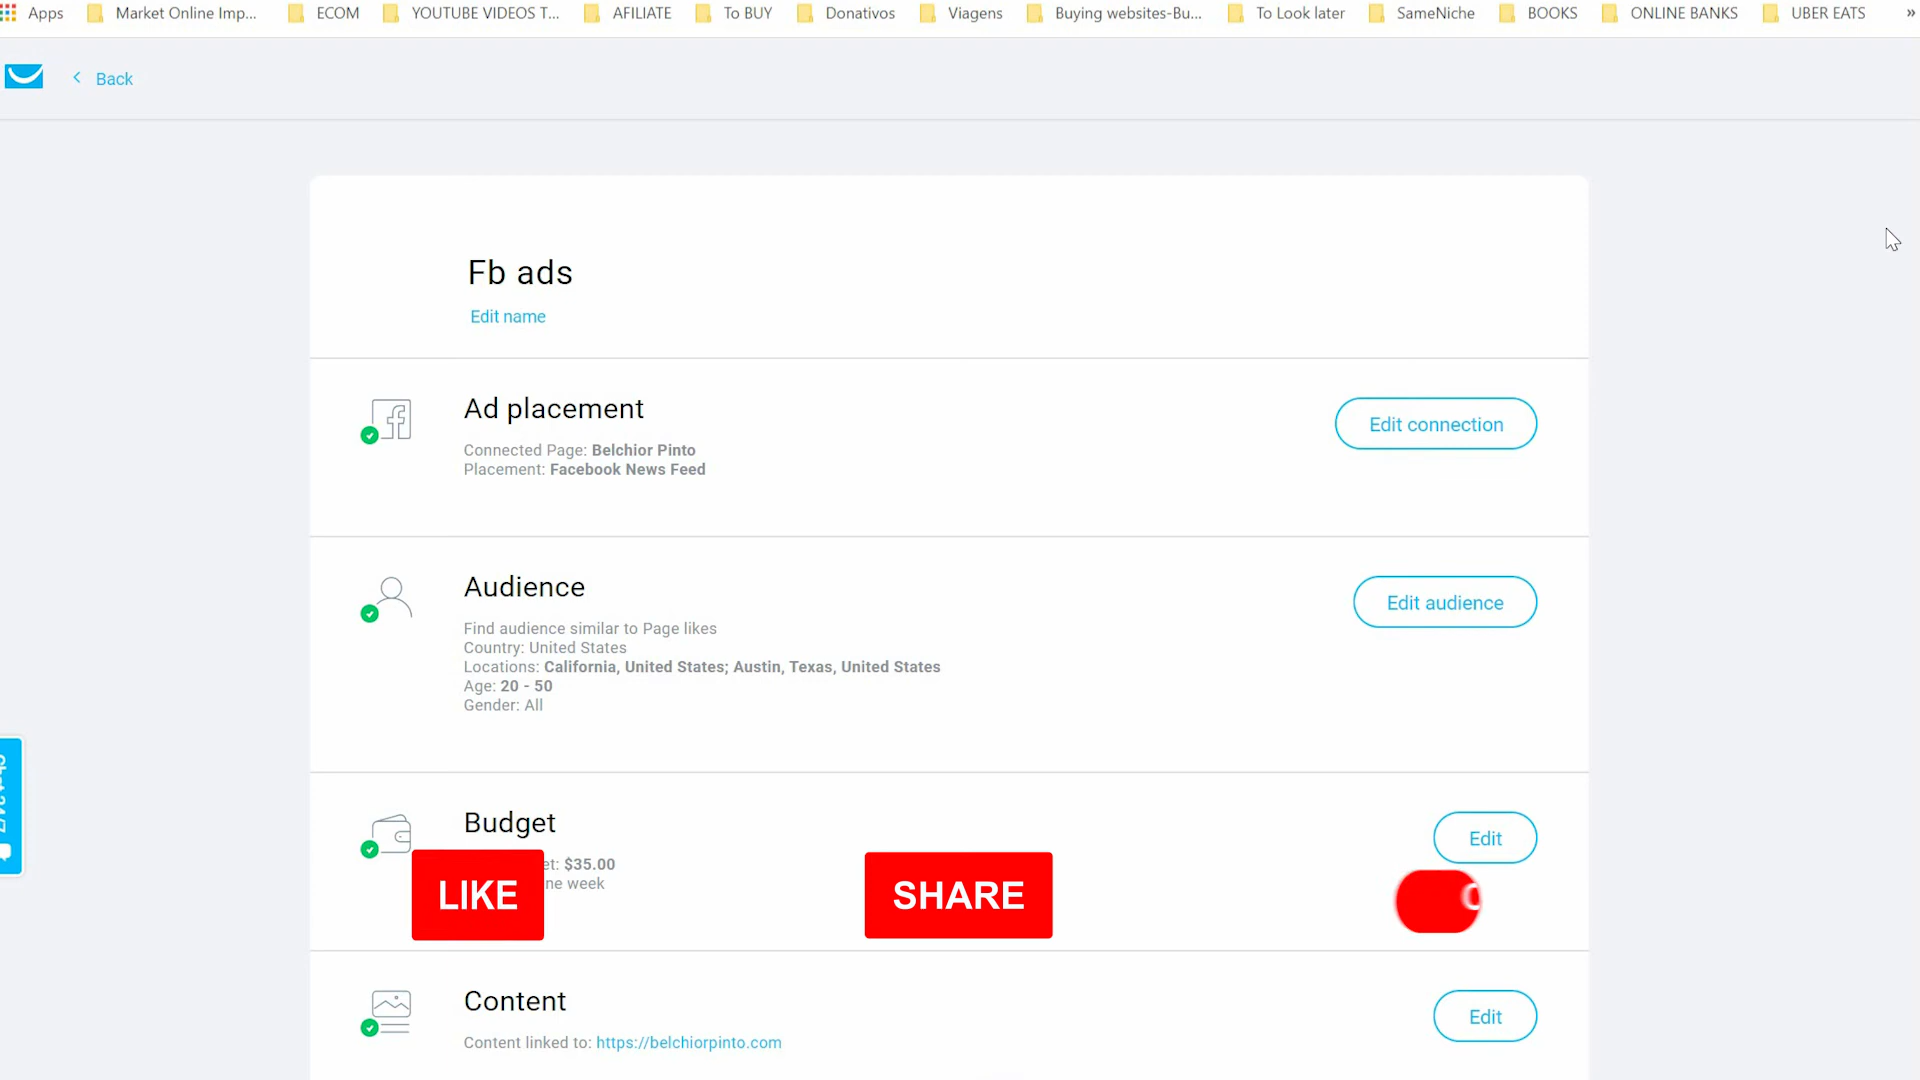 Apps Market Online Imp... ECOM YOUTUBE VIDEOS T... AFILIATE To BUY Donativos Viagens Buying websites-Bu... To Look later SameNiche BOOKS ONLINE BANKS UBER EATS »
Back
Fb ads
Edit name
Ad placement
Edit connection
Connected Page: Belchior Pinto
Placement: Facebook News Feed
Audience
Edit audience
Find audience similar to Page likes
Country: United States
Locations: California, United States; Austin, Texas, United States
Age: 20 - 50
Gender: All
Budget
Edit
$35.00
week
LIKE
SHARE
Content
Edit
Content linked to: https://belchiorpinto.com